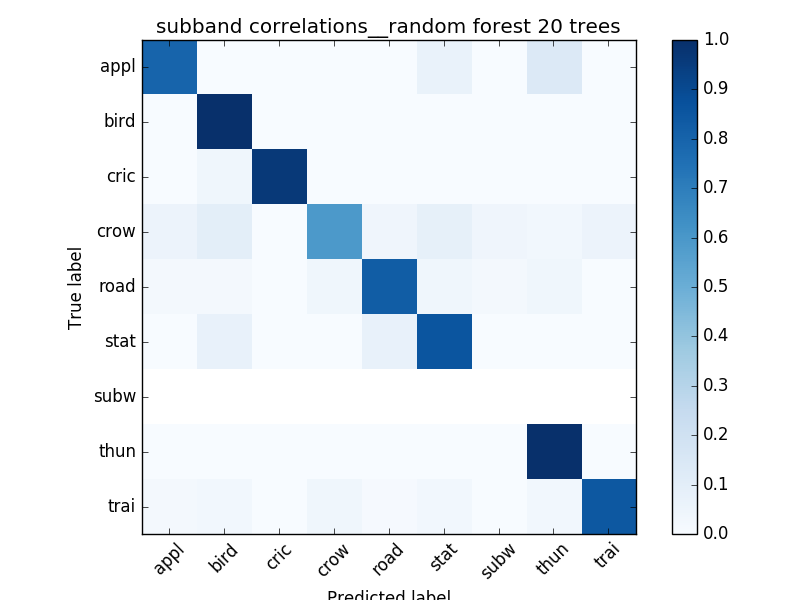 subband correlations__random forest 20 trees
True label
appl
bird
cric
crow
road
stat
subw
thun
trai
appl bird cric crow road stat subw thun trai
Predicted label
1.0
0.9
0.8
0.7
0.6
0.5
0.4
0.3
0.2
0.1
0.0